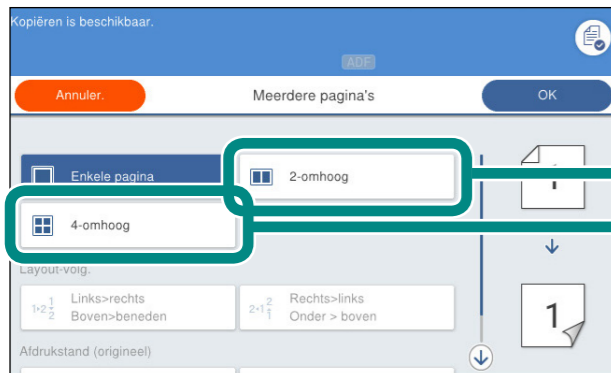 Kopiëren is beschikbaar.
ADF
Annuler.
Meerdere pagina's
OK
Enkele pagina
2-omhoog
4-omhoog
Layout-volg.
Links>rechts
Boven>beneden
Rechts>links
Onder > boven
Afdrukstand (origineel)
1
1